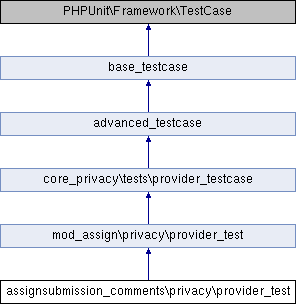 PHPUnit\Framework\TestCase
base_testcase
advanced_testcase
core_privacy\tests\provider_testcase
mod_assign\privacy\provider_test
assignsubmission_comments\privacy\provider_test